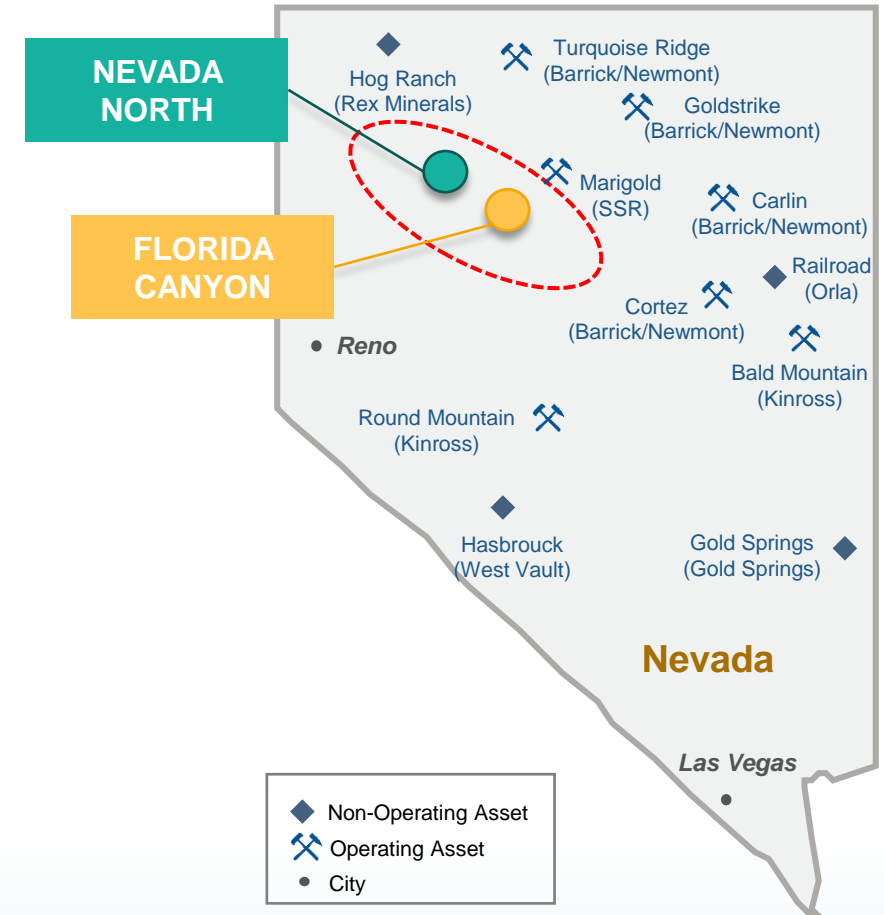 NEVADA
NORTH
Hog Ranch
(Rex Minerals)
Turquoise Ridge
(Barrick/Newmont)
Goldstrike
(Barrick/Newmont)
Marigold
(SSR)
Carlin
(Barrick/Newmont)
FLORIDA
CANYON
Railroad
(Orla)
Cortez
(Barrick/Newmont)
Reno
Bald Mountain
(Kinross)
Round Mountain
(Kinross)
Hasbrouck
(West Vault)
Gold Springs
(Gold Springs)
Nevada
Las Vegas
Non-Operating Asset
Operating Asset
City